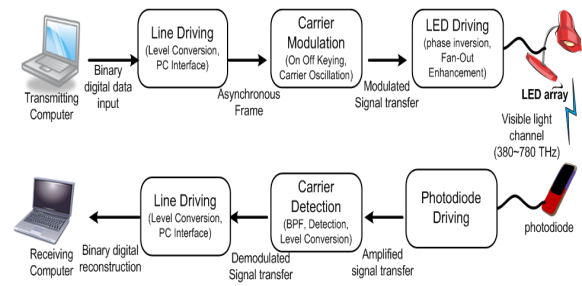 Line Driving
(Level Conversion,
PC Interface)
Carrier
Modulation
(On Off Keying,
Carrier Oscillation)
LED Driving
(phase inversion,
Fan-Out
Enhancement)
Transmitting
Computer
Binary
digital data
input
Asynchronous
Frame
Modulated
Signal transfer
LED array
Visible light
channel
(380~780 THz)
Line Driving
(Level Conversion,
PC Interface)
Carrier
Detection
(BPF, Detection,
Level Conversion)
Photodiode
Driving
photodiode
Receiving
Computer
Binary digital
reconstruction
Demodulated
Signal transfer
Amplified
signal transfer